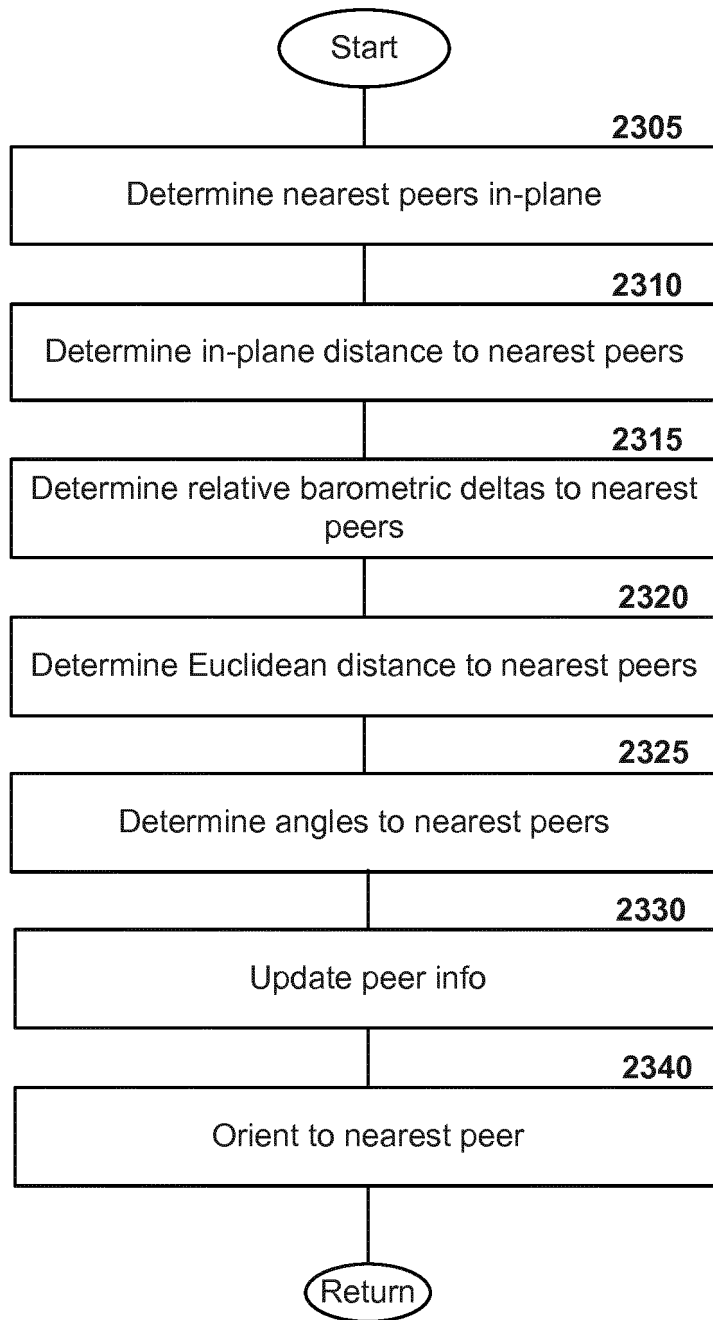 Start
2305
Determine nearest peers in-plane
2310
Determine in-plane distance to nearest peers
2315
Determine relative barometric deltas to nearest
peers
2320
Determine Euclidean distance to nearest peers
2325
Determine angles to nearest peers
2330
Update peer info
2340
Orient to nearest peer
Return